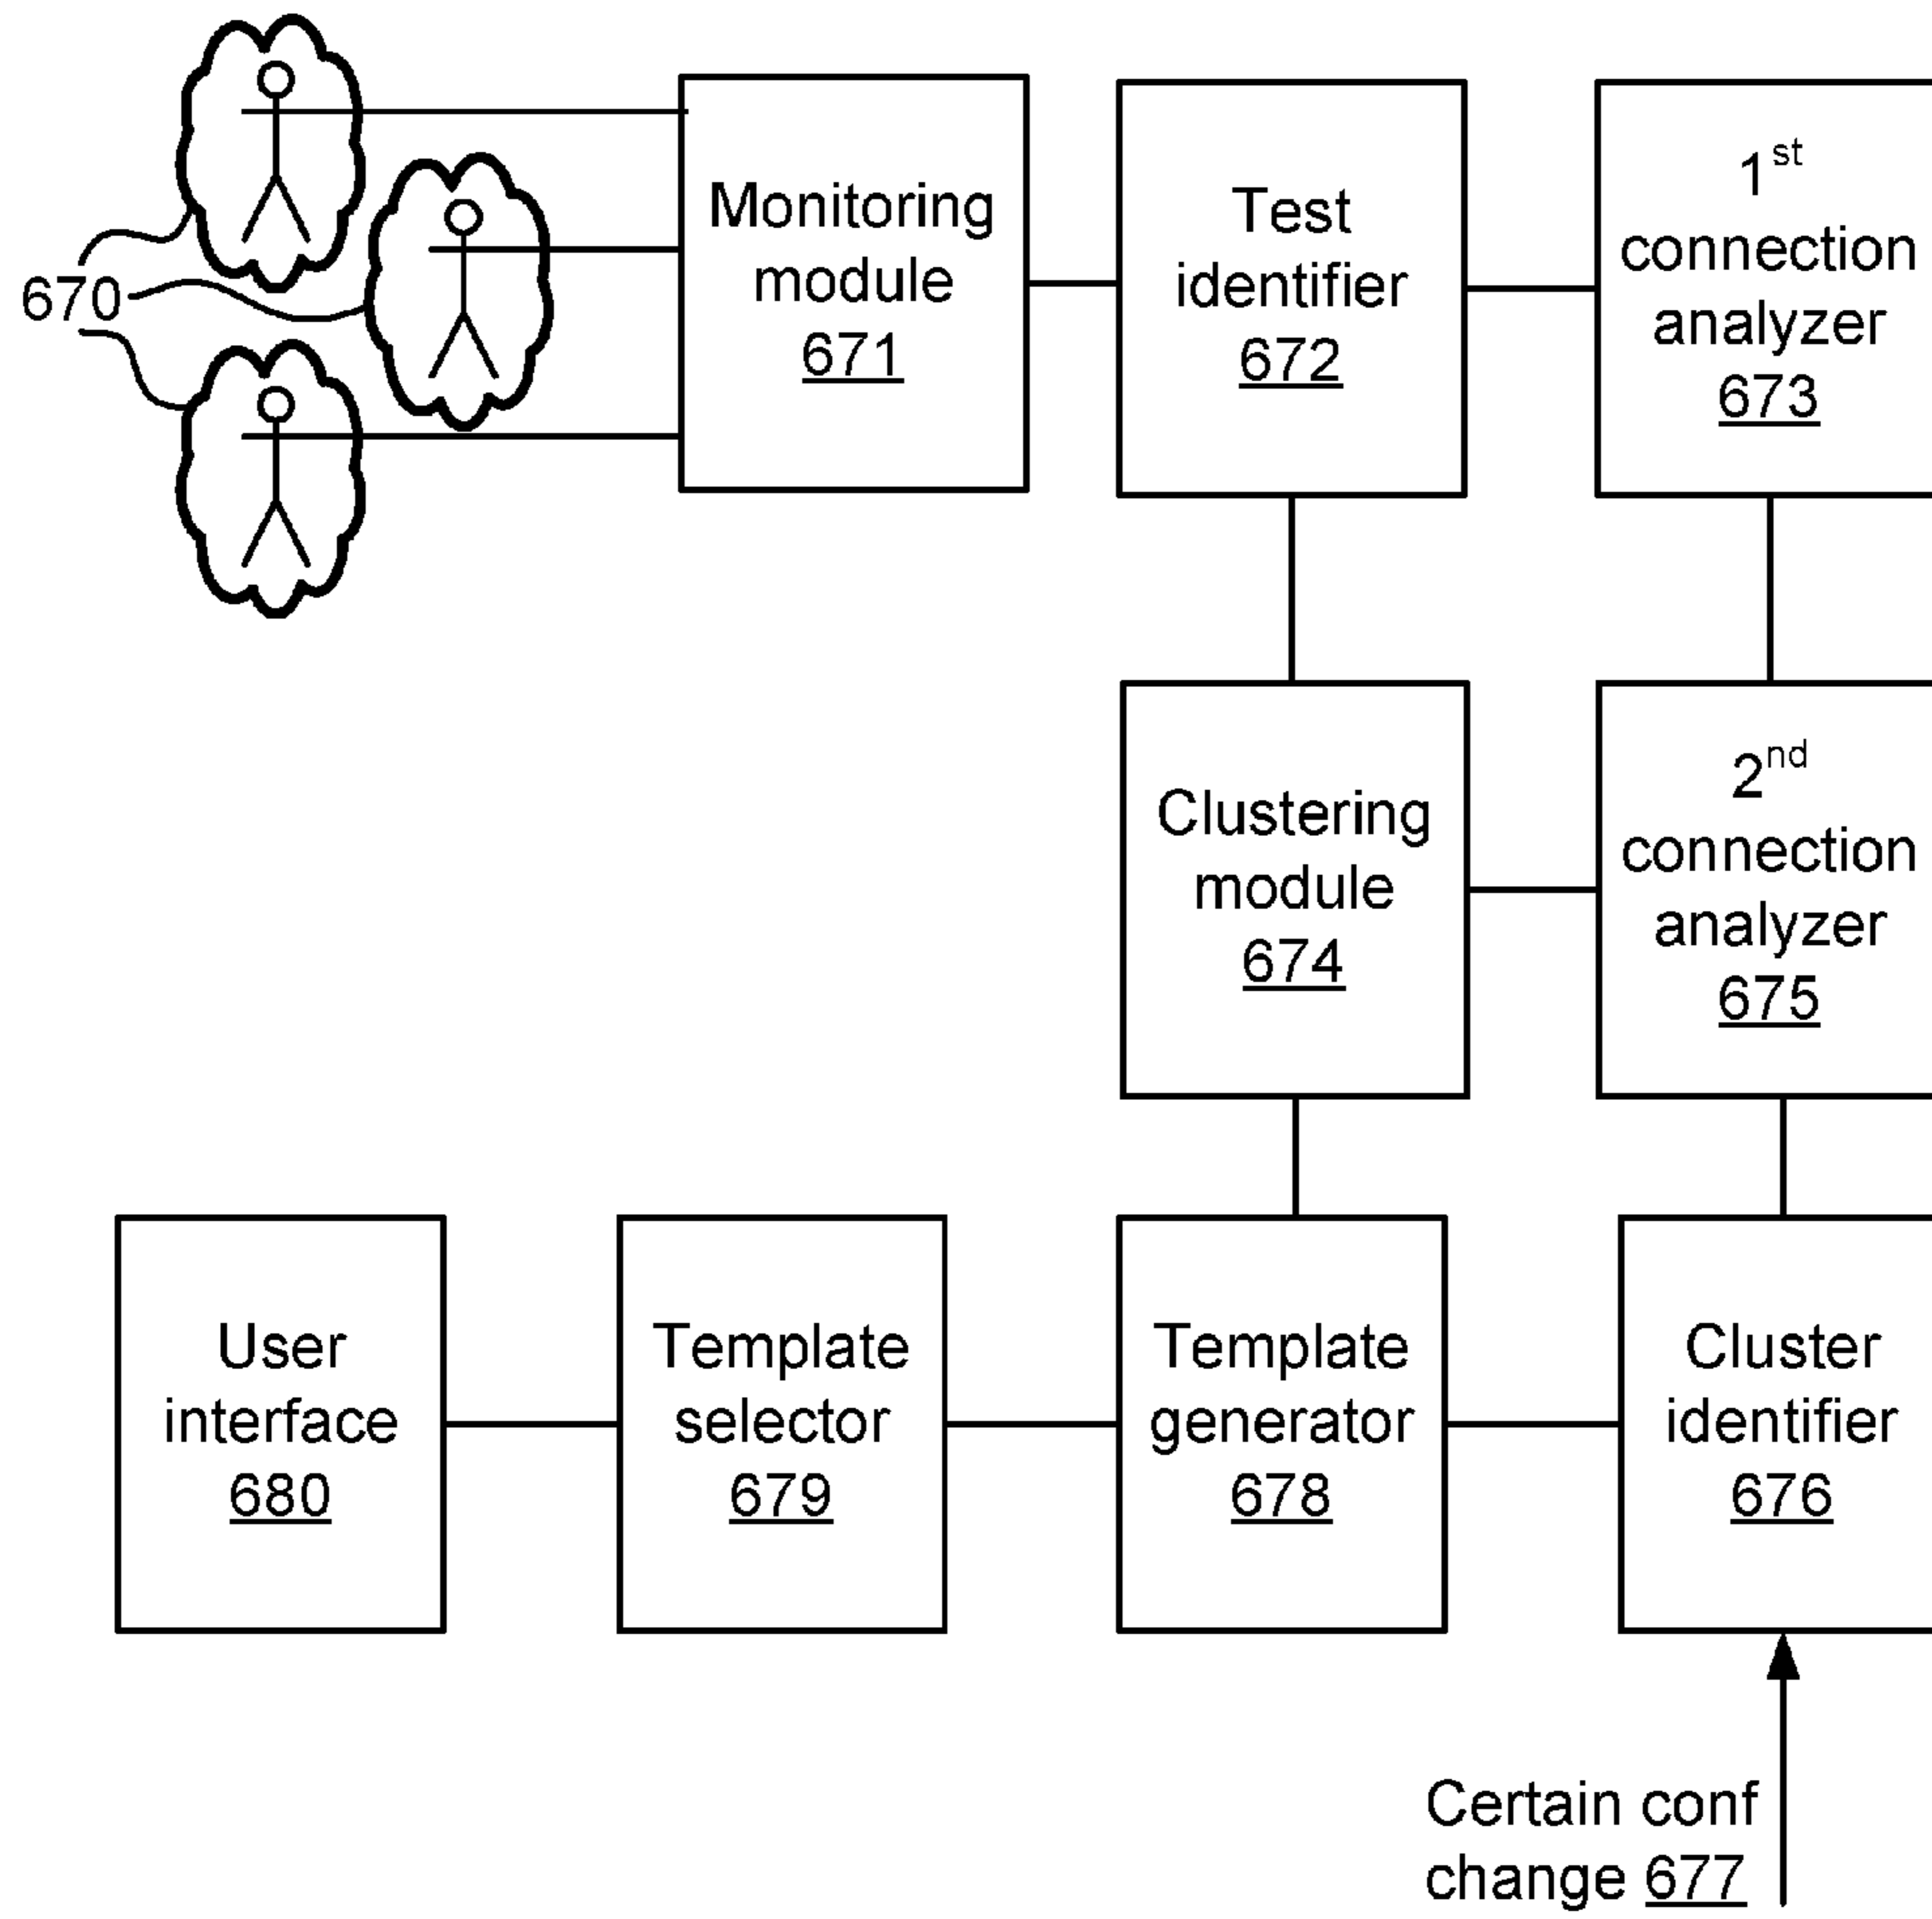 670
Monitoring
module
671
Test
identifier
672
1st
connection
analyzer
673
Clustering
module
674
2nd
connection
analyzer
675
User
interface
680
Template
selector
679
Template
generator
678
Cluster
identifier
676
Certain conf
change 677